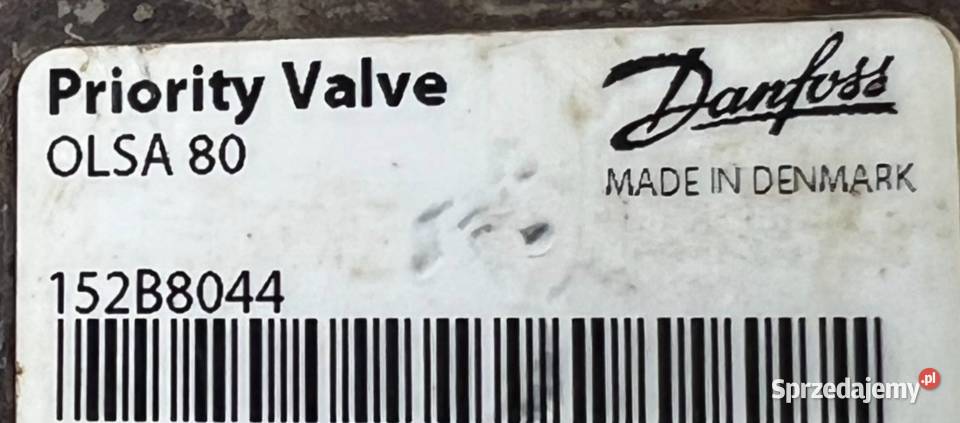 Priority Valve
Danfoss
OLSA 80
MADE IN DENMARK
152B8044
Sprzedajemy.pl